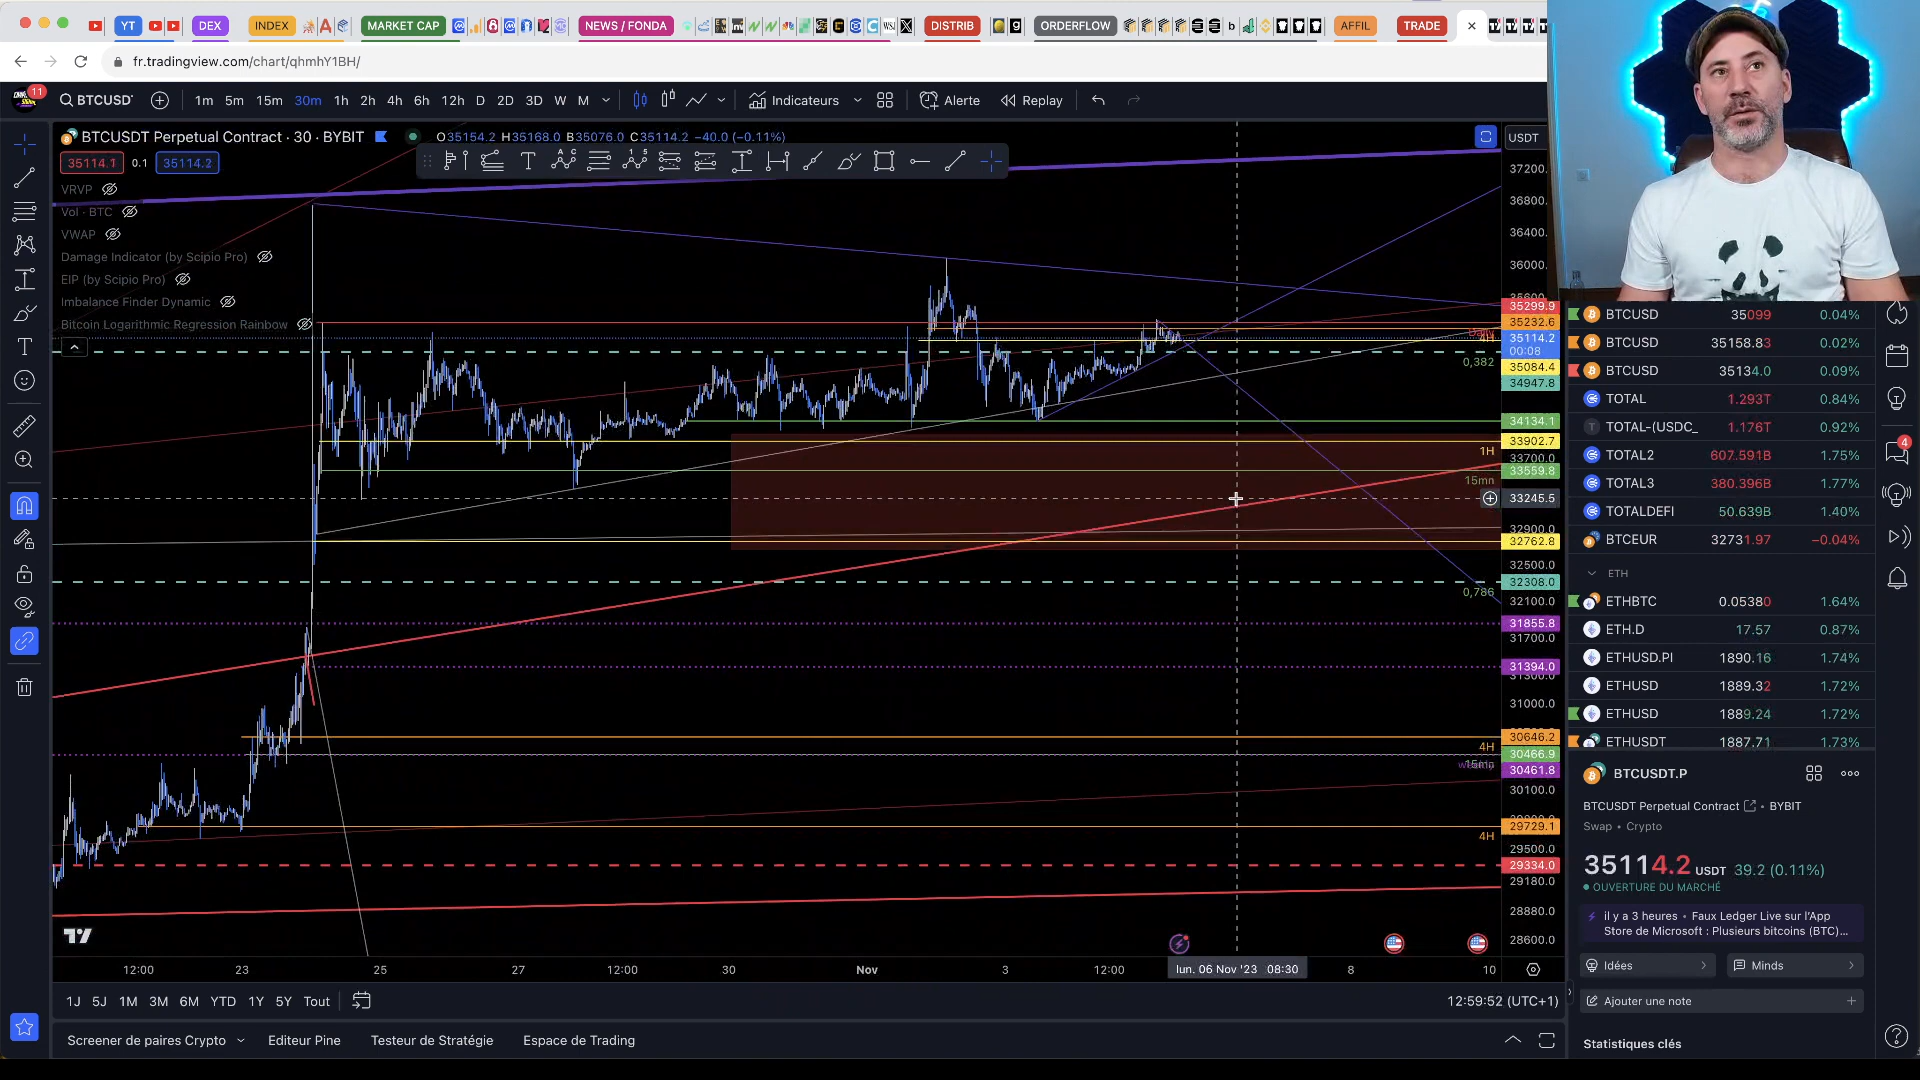 YT DEX INDEX MARKET CAP NEWS / FONDA DISTRIB ORDERFLOW AFFIL TRADE
fr.tradingview.com/chart/qhmhY1BH/
11 BTCUSDT 1m 5m 15m 30m 1h 2h 4h 6h 12h D 2D 3D W M Indicateurs Alerte Replay
BTCUSDT Perpetual Contract · 30 · BYBIT O35154.2 H35168.0 B35076.0 C35114.2 −40.0 (−0.11%)
USDT
35114.1 0.1 35114.2
VRVP
Vol · BTC
VWAP
Damage Indicator (by Scipio Pro)
EIP (by Scipio Pro)
Imbalance Finder Dynamic
Bitcoin Logarithmic Regression Rainbow
37200.
36800.
36400.
36000.
35299.9
35232.6
35114.2
00:08
35084.4
34947.8
34134.1
33902.7
33700.0
33559.8
33245.5
32900.0
32762.8
32500.0
32308.0
32100.0
31855.8
31700.0
31394.0
31300.0
31000.0
30646.2
30466.9
30461.8
30100.0
29729.1
29500.0
29334.0
29180.0
28880.0
28600.0
4H
0,382
1H
15mn
0,786
4H
15mn
4H
12:00 23 25 27 12:00 30 Nov 3 12:00 lun. 06 Nov '23 08:30 8 10
1J 5J 1M 3M 6M YTD 1Y 5Y Tout
12:59:52 (UTC+1)
Screener de paires Crypto Editeur Pine Testeur de Stratégie Espace de Trading
BTCUSD 35099 0.04%
BTCUSD 35158.83 0.02%
BTCUSD 35134.0 0.09%
TOTAL 1.293T 0.84%
TOTAL-(USDC_ 1.176T 0.92%
TOTAL2 607.591B 1.75%
TOTAL3 380.396B 1.77%
TOTALDEFI 50.639B 1.40%
BTCEUR 32731.97 −0.04%
ETH
ETHBTC 0.05380 1.64%
ETH.D 17.57 0.87%
ETHUSD.PI 1890.16 1.74%
ETHUSD 1889.32 1.72%
ETHUSD 1889.24 1.72%
ETHUSDT 1887.71 1.73%
4
BTCUSDT.P
BTCUSDT Perpetual Contract • BYBIT
Swap • Crypto
35114.2 USDT 39.2 (0.11%)
OUVERTURE DU MARCHÉ
il y a 3 heures • Faux Ledger Live sur l'App
Store de Microsoft : Plusieurs bitcoins (BTC)...
Idées Minds
Ajouter une note
Statistiques clés